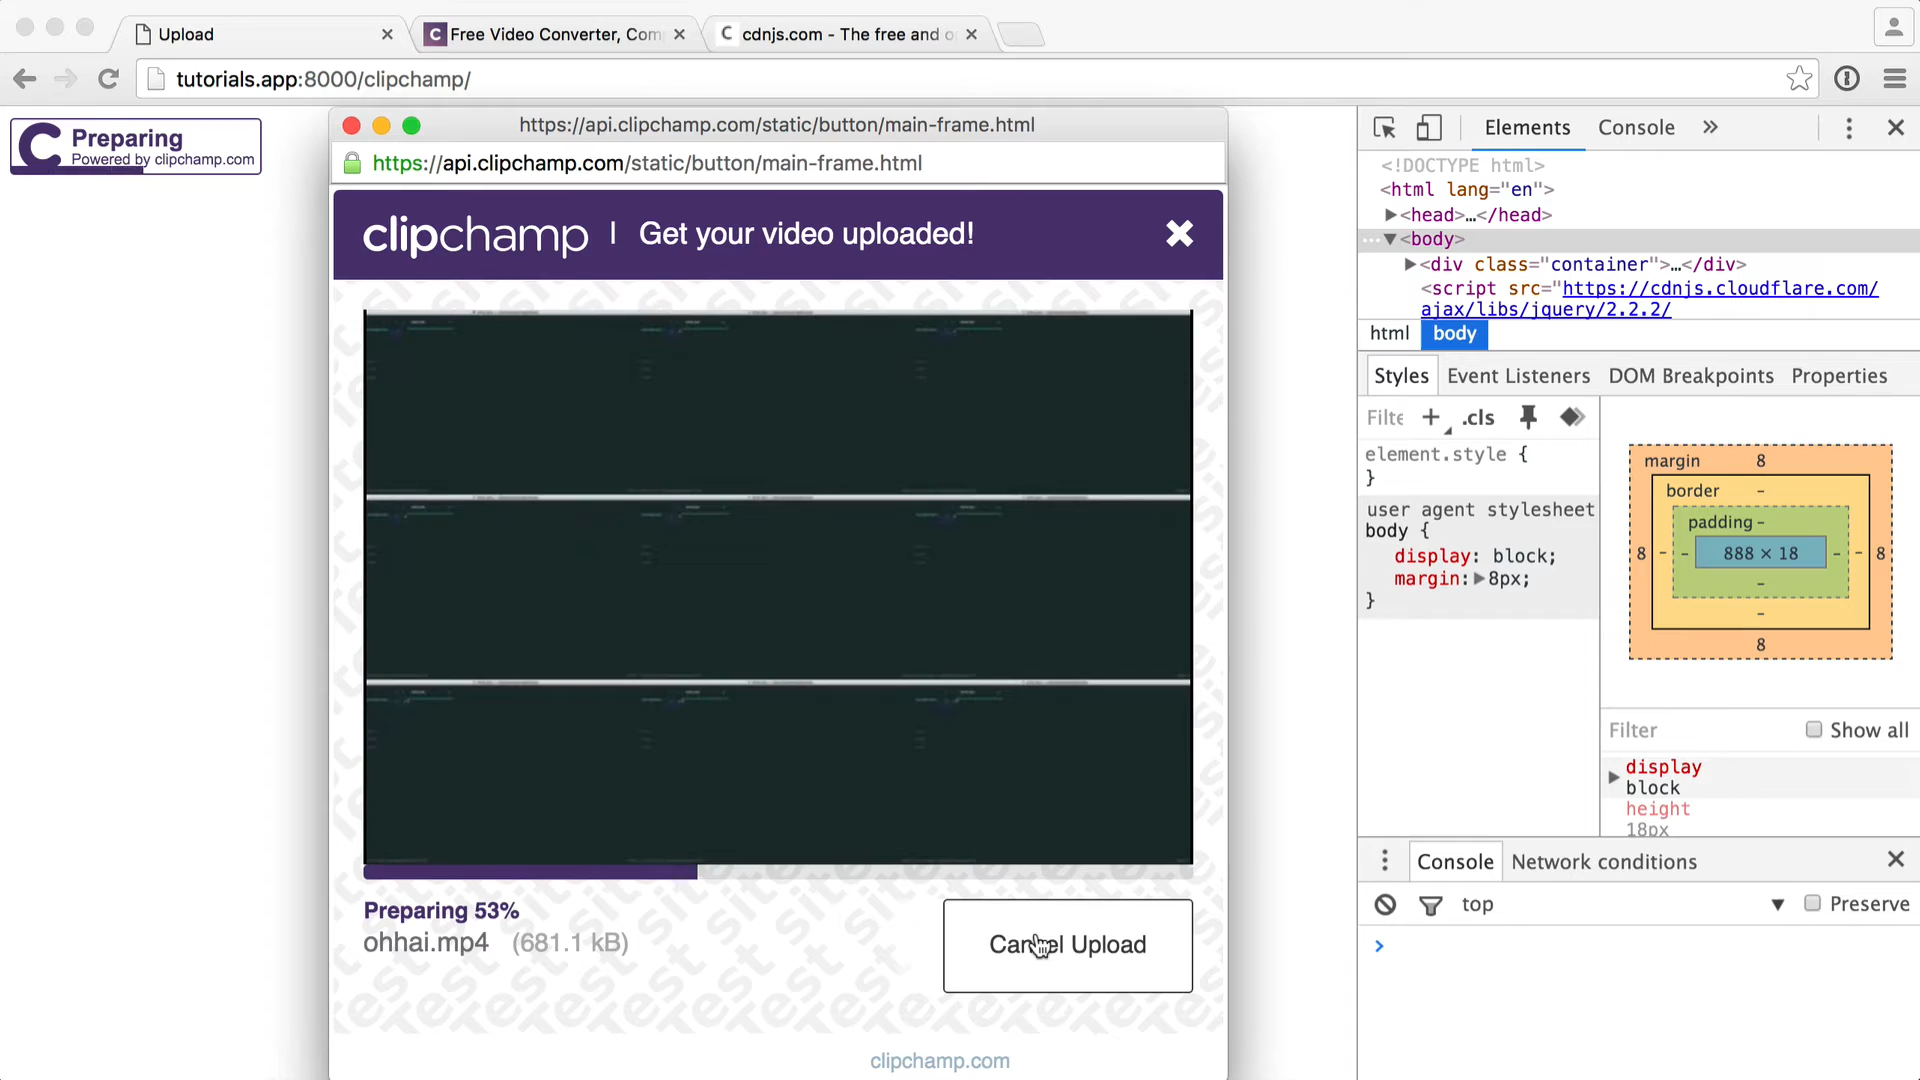 Upload
C Free Video Converter, Com
C cdnjs.com - The free and o
tutorials.app:8000/clipchamp/
Preparing
Powered by clipchamp.com
https://api.clipchamp.com/static/button/main-frame.html
https://api.clipchamp.com/static/button/main-frame.html
clipchamp | Get your video uploaded!
Preparing 53%
ohhai.mp4 (681.1 kB)
Cancel Upload
clipchamp.com
Elements Console
<!DOCTYPE html>
<html lang="en">
<head>…</head>
<body>
<div class="container">…</div>
<script src="https://cdnjs.cloudflare.com/
ajax/libs/jquery/2.2.2/
html body
Styles Event Listeners DOM Breakpoints Properties
Filte + .cls
element.style {
}
user agent stylesheet
body {
display: block;
margin: 8px;
}
margin 8
border -
padding -
8 - - 888 × 18 - - 8
-
-
8
Filter Show all
display
block
height
18px
Console Network conditions
top Preserve